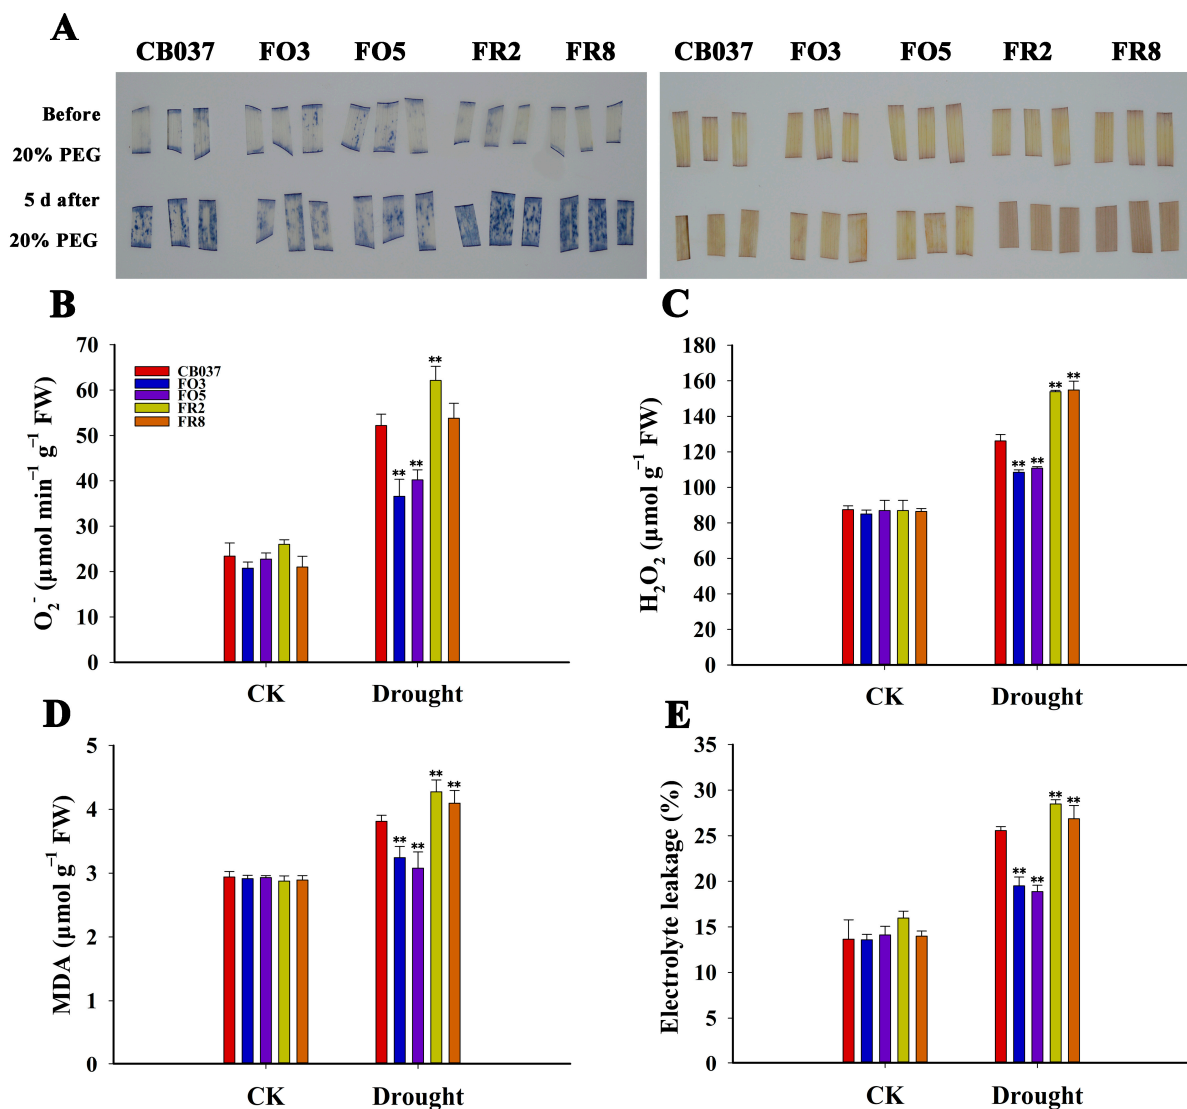 A
CB037 FO3 FO5 FR2 FR8 CB037 FO3 FO5 FR2 FR8
Before
20% PEG
5 d after
20% PEG
B
O₂⁻ (μmol min⁻¹ g⁻¹ FW)
70
60
50
40
30
20
10
0
CB037
FO3
FO5
FR2
FR8
**
**
**
CK Drought
C
H₂O₂ (μmol g⁻¹ FW)
180
160
140
120
100
80
60
40
20
0
**
**
**
**
CK Drought
D
MDA (μmol g⁻¹ FW)
5
4
3
2
1
0
**
**
**
**
CK Drought
E
Electrolyte leakage (%)
35
30
25
20
15
10
5
0
**
**
**
**
CK Drought